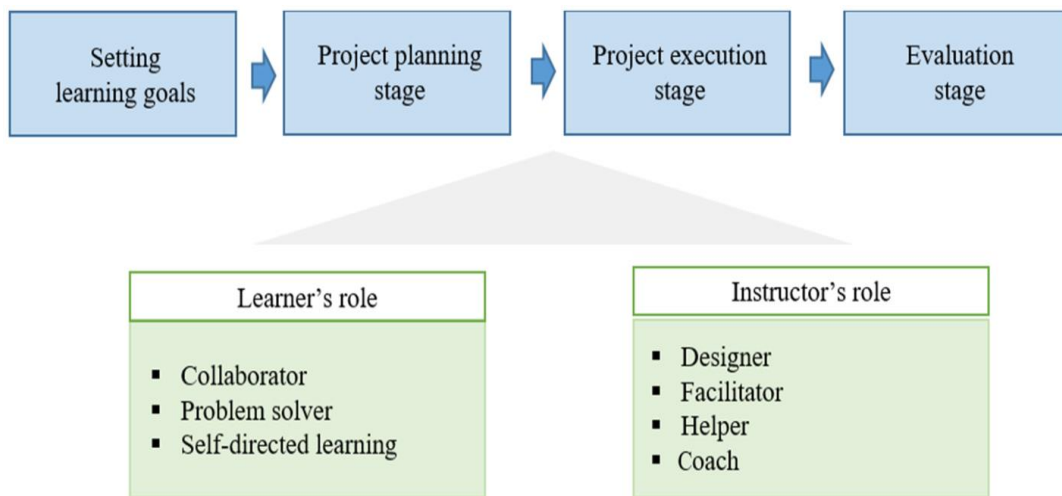 Setting
learning goals
Project planning
stage
Project execution
stage
Evaluation
stage
Learner’s role
▪ Collaborator
▪ Problem solver
▪ Self-directed learning
Instructor’s role
▪ Designer
▪ Facilitator
▪ Helper
▪ Coach